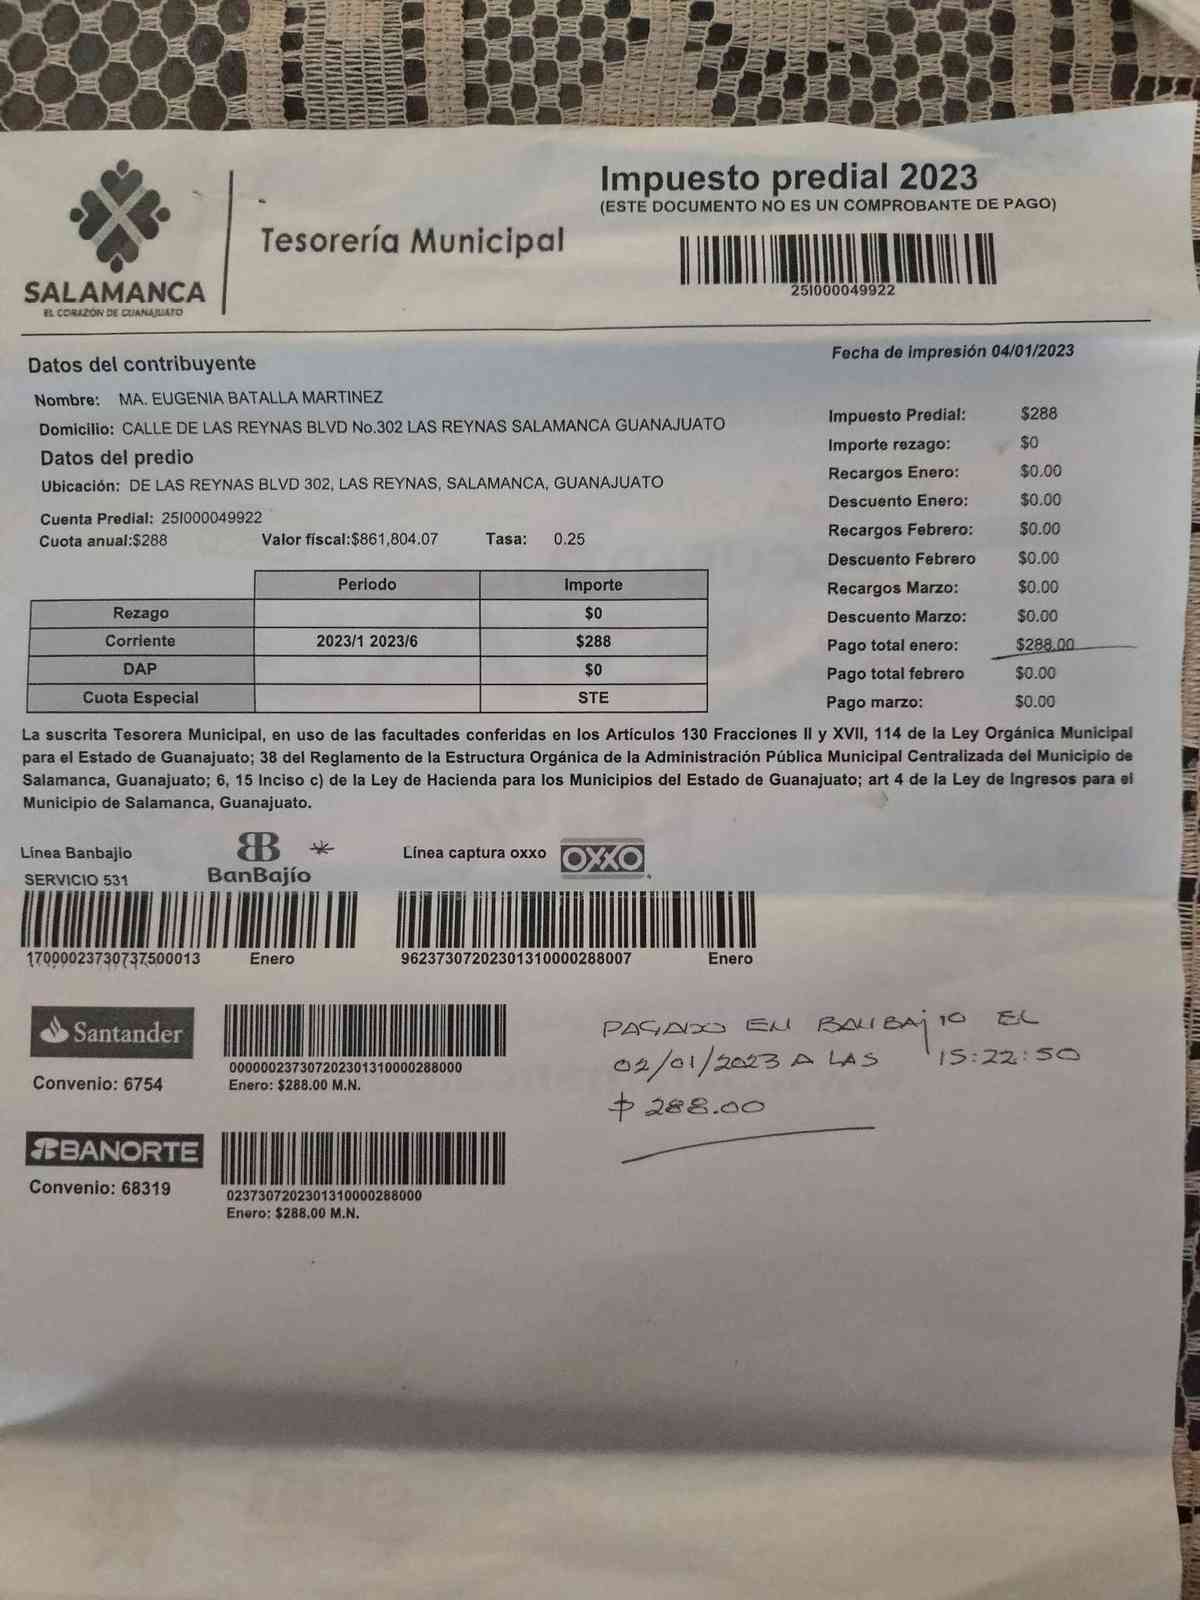 Impuesto predial 2023
(ESTE DOCUMENTO NO ES UN COMPROBANTE DE PAGO)
Tesorería Municipal
SALAMANCA
EL CORAZÓN DE GUANAJUATO
25I000049922
Fecha de impresión 04/01/2023
Datos del contribuyente
Nombre: MA. EUGENIA BATALLA MARTINEZ
Domicilio: CALLE DE LAS REYNAS BLVD No.302 LAS REYNAS SALAMANCA GUANAJUATO
Datos del predio
Ubicación: DE LAS REYNAS BLVD 302, LAS REYNAS, SALAMANCA, GUANAJUATO
Cuenta Predial: 25I000049922
Cuota anual:$288 Valor fiscal:$861,804.07 Tasa: 0.25
Periodo Importe
Rezago $0
Corriente 2023/1 2023/6 $288
DAP $0
Cuota Especial STE
Impuesto Predial: $288
Importe rezago: $0
Recargos Enero: $0.00
Descuento Enero: $0.00
Recargos Febrero: $0.00
Descuento Febrero $0.00
Recargos Marzo: $0.00
Descuento Marzo: $0.00
Pago total enero: $288.00
Pago total febrero $0.00
Pago marzo: $0.00
La suscrita Tesorera Municipal, en uso de las facultades conferidas en los Artículos 130 Fracciones II y XVII, 114 de la Ley Orgánica Municipal
para el Estado de Guanajuato; 38 del Reglamento de la Estructura Orgánica de la Administración Pública Municipal Centralizada del Municipio de
Salamanca, Guanajuato; 6, 15 Inciso c) de la Ley de Hacienda para los Municipios del Estado de Guanajuato; art 4 de la Ley de Ingresos para el
Municipio de Salamanca, Guanajuato.
Línea Banbajio
SERVICIO 531
BanBajío
Línea captura oxxo OXXO
17000023730737500013 Enero
96237307202301310000288007 Enero
Santander
Convenio: 6754
000000237307202301310000288000
Enero: $288.00 M.N.
BANORTE
Convenio: 68319
0237307202301310000288000
Enero: $288.00 M.N.
PAGADO EN BANBAJIO EL
02/01/2023 A LAS 15:22:50
$ 288.00